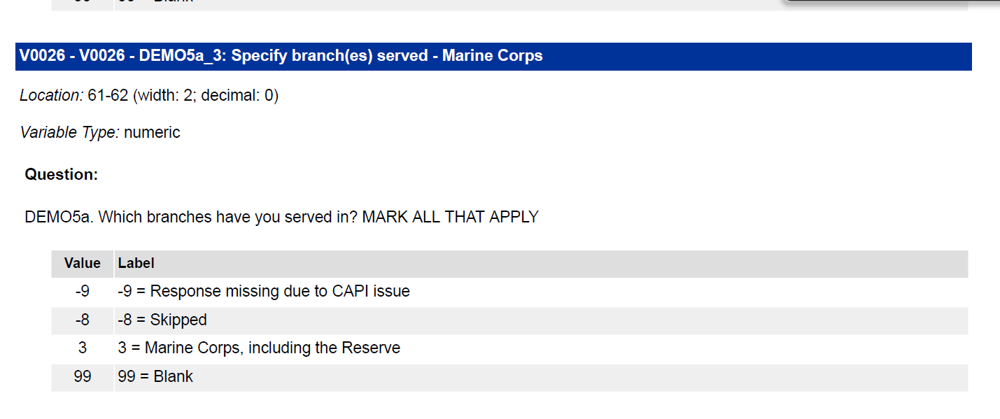 V0026 - V0026 - DEMO5a_3: Specify branch(es) served - Marine Corps
Location: 61-62 (width: 2; decimal: 0)
Variable Type: numeric
Question:
DEMO5a. Which branches have you served in? MARK ALL THAT APPLY
Value Label
-9 -9 = Response missing due to CAPI issue
-8 -8 = Skipped
3 3 = Marine Corps, including the Reserve
99 99 = Blank